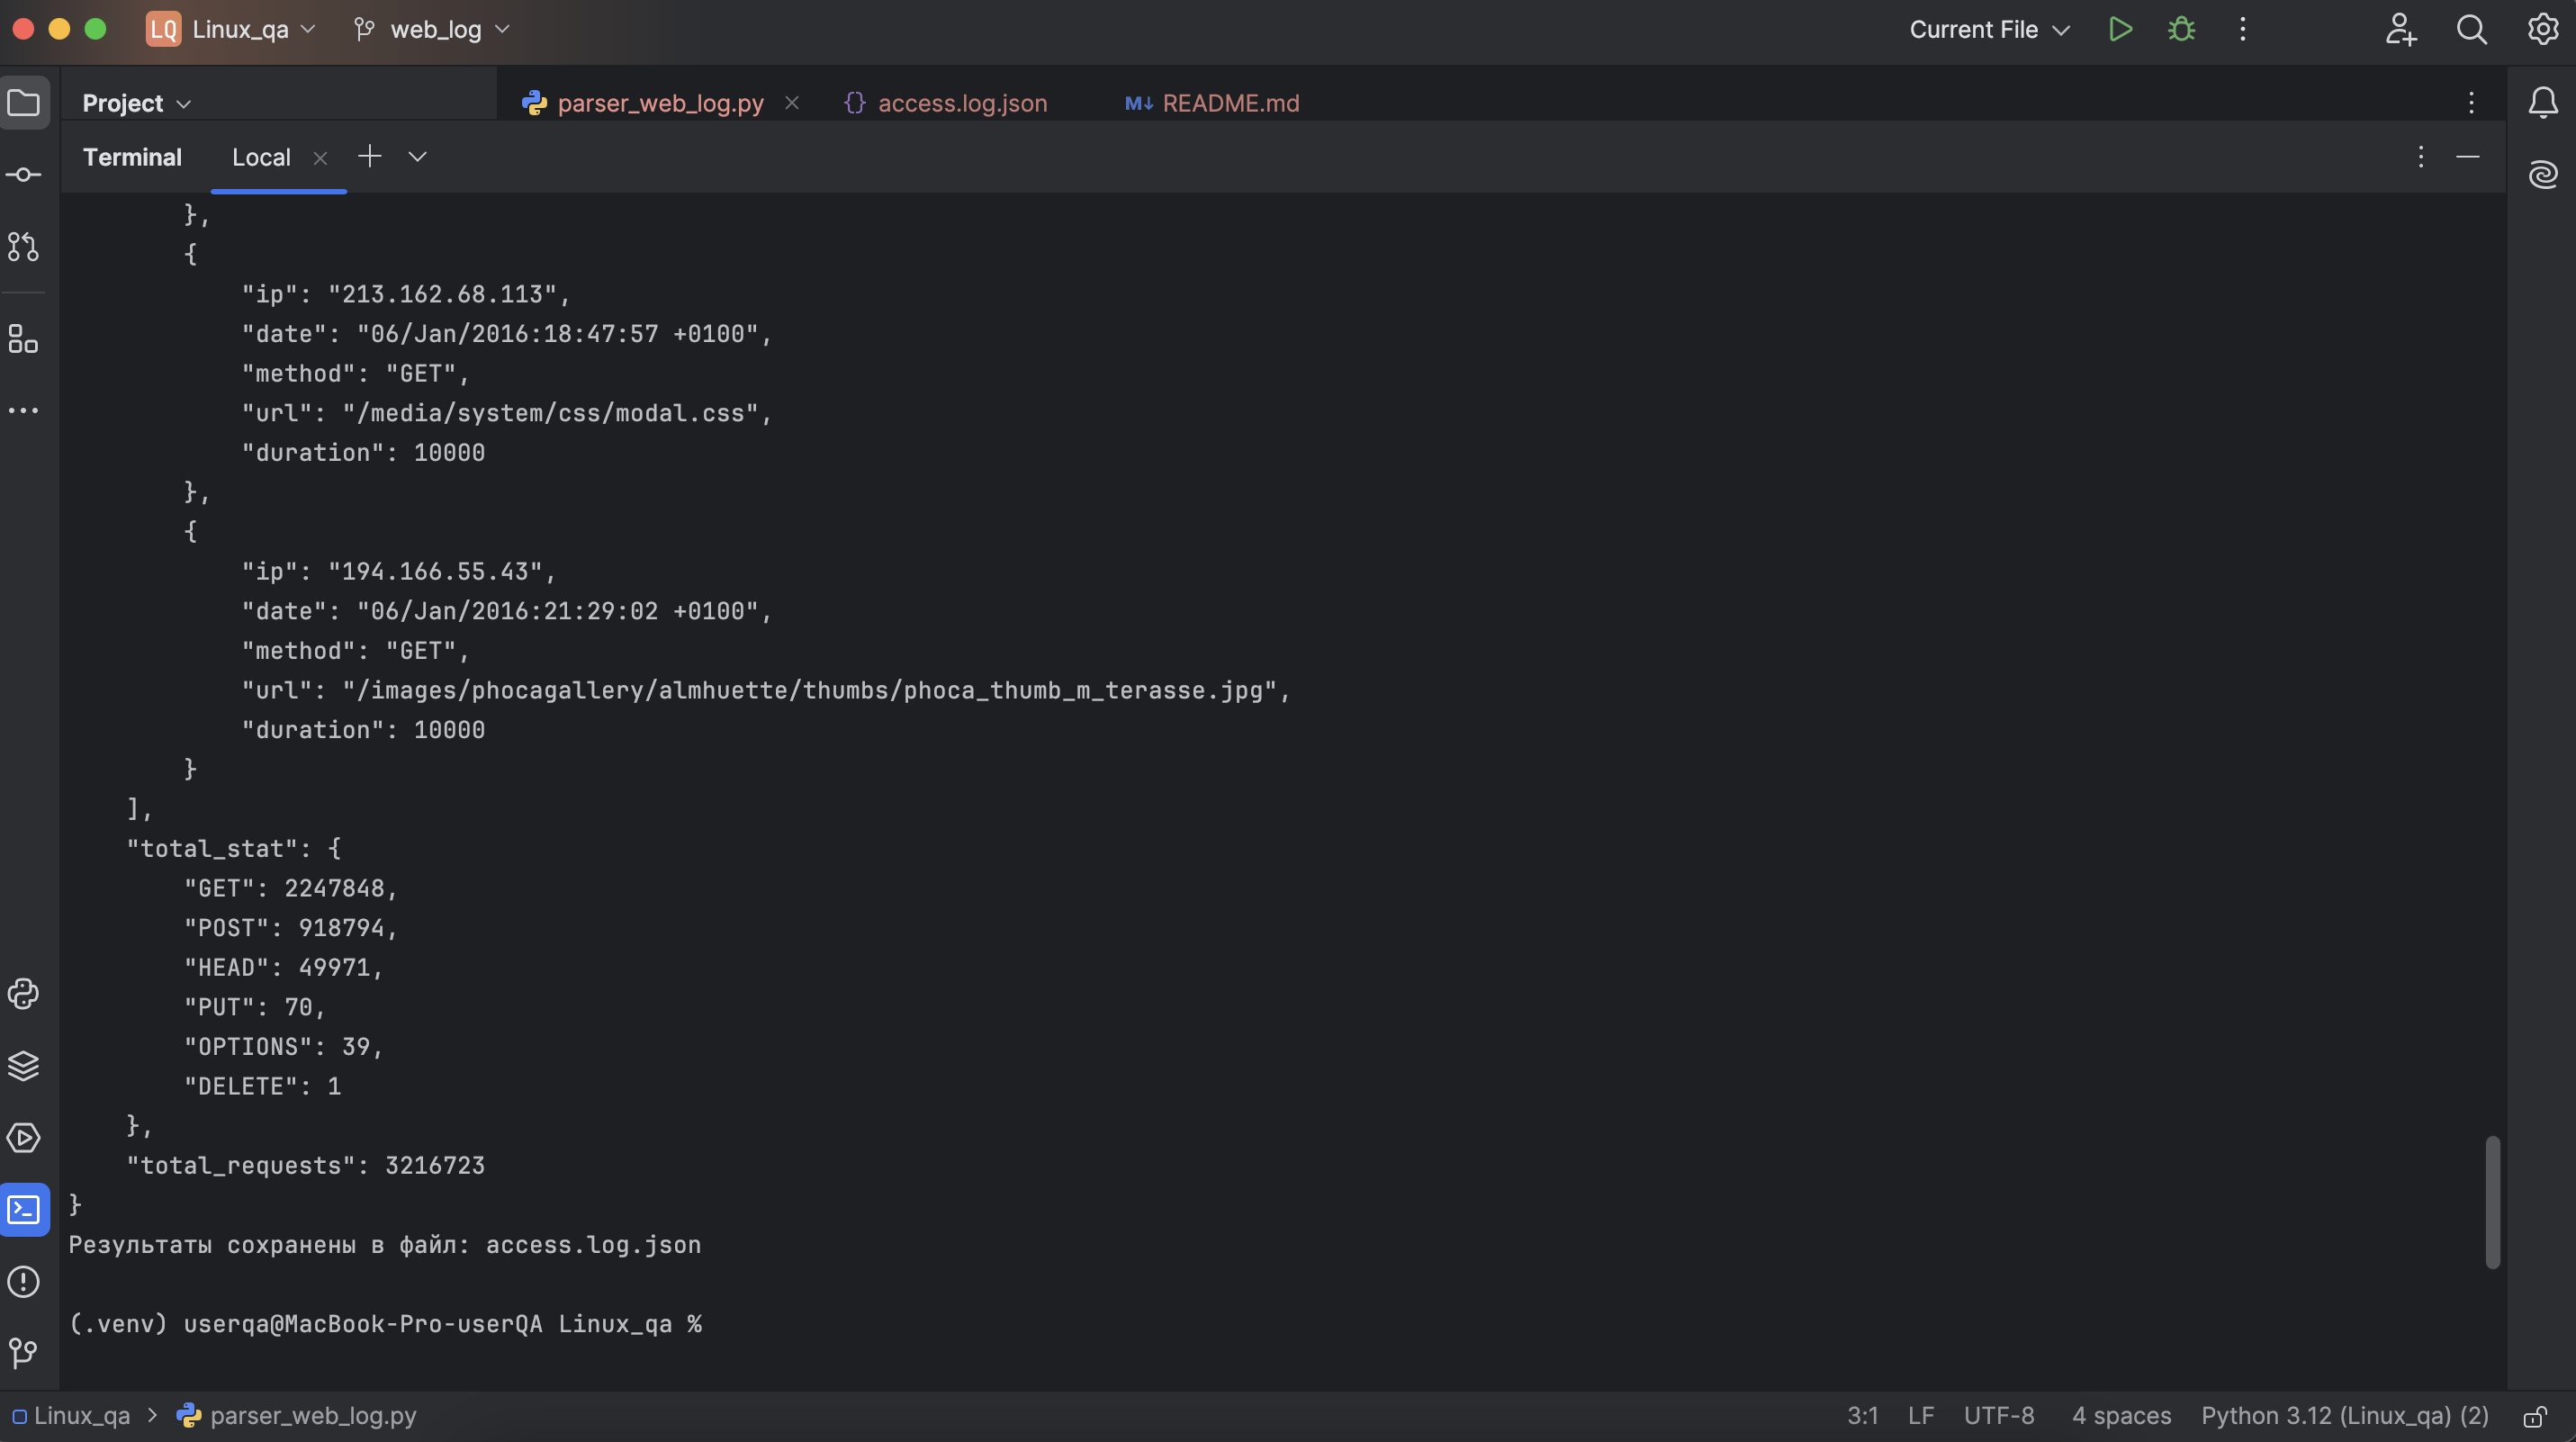 LQ Linux_qa web_log Current File
Project parser_web_log.py access.log.json M↓ README.md
Terminal Local
},
{
"ip": "213.162.68.113",
"date": "06/Jan/2016:18:47:57 +0100",
"method": "GET",
"url": "/media/system/css/modal.css",
"duration": 10000
},
{
"ip": "194.166.55.43",
"date": "06/Jan/2016:21:29:02 +0100",
"method": "GET",
"url": "/images/phocagallery/almhuette/thumbs/phoca_thumb_m_terasse.jpg",
"duration": 10000
}
],
"total_stat": {
"GET": 2247848,
"POST": 918794,
"HEAD": 49971,
"PUT": 70,
"OPTIONS": 39,
"DELETE": 1
},
"total_requests": 3216723
}
Результаты сохранены в файл: access.log.json
(.venv) userqa@MacBook-Pro-userQA Linux_qa %
Linux_qa > parser_web_log.py 3:1 LF UTF-8 4 spaces Python 3.12 (Linux_qa) (2)